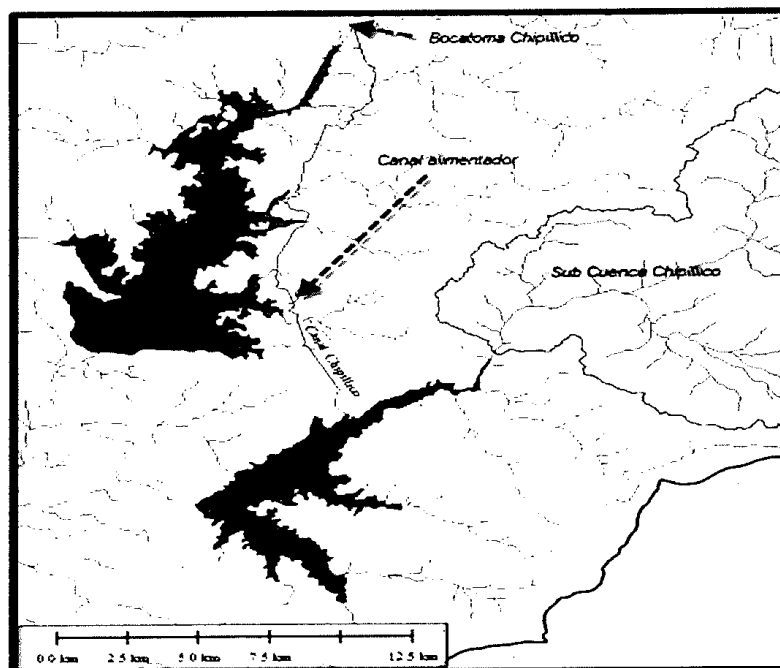 Bocatoma Chipillico
Canal alimentador
Sub Cuenca Chipillico
Canal Chipillico
0.0 km 2.5 km 5.0 km 7.5 km 12.5 km